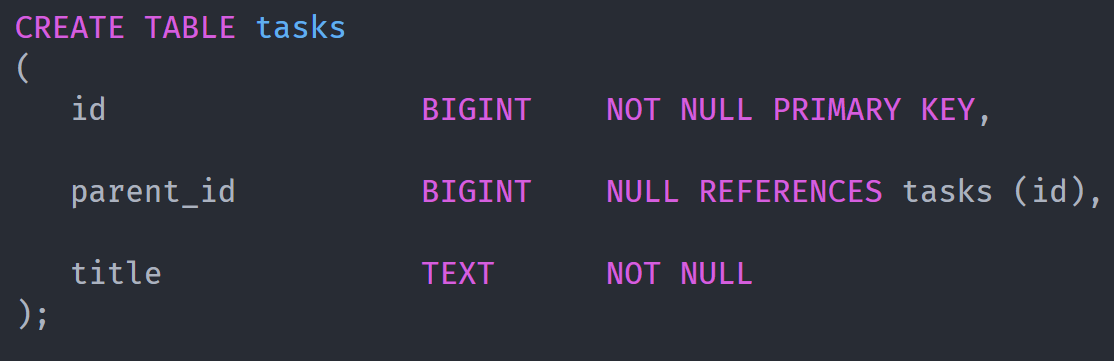 CREATE TABLE tasks
(
id BIGINT NOT NULL PRIMARY KEY,
parent_id BIGINT NULL REFERENCES tasks (id),
title TEXT NOT NULL
);